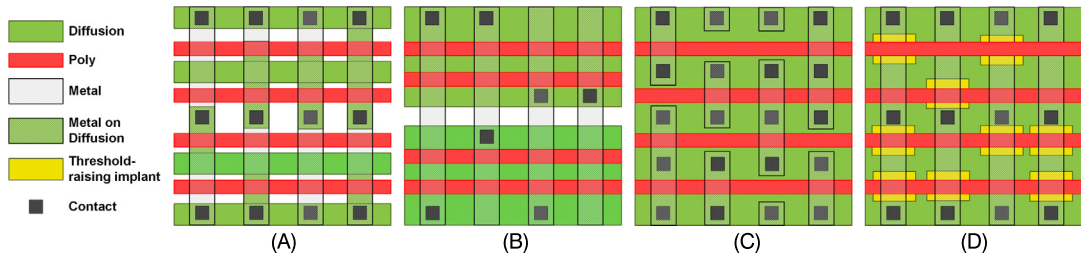 Diffusion
Poly
Metal
Metal on
Diffusion
Threshold-
raising implant
Contact
(A)
(B)
(C)
(D)